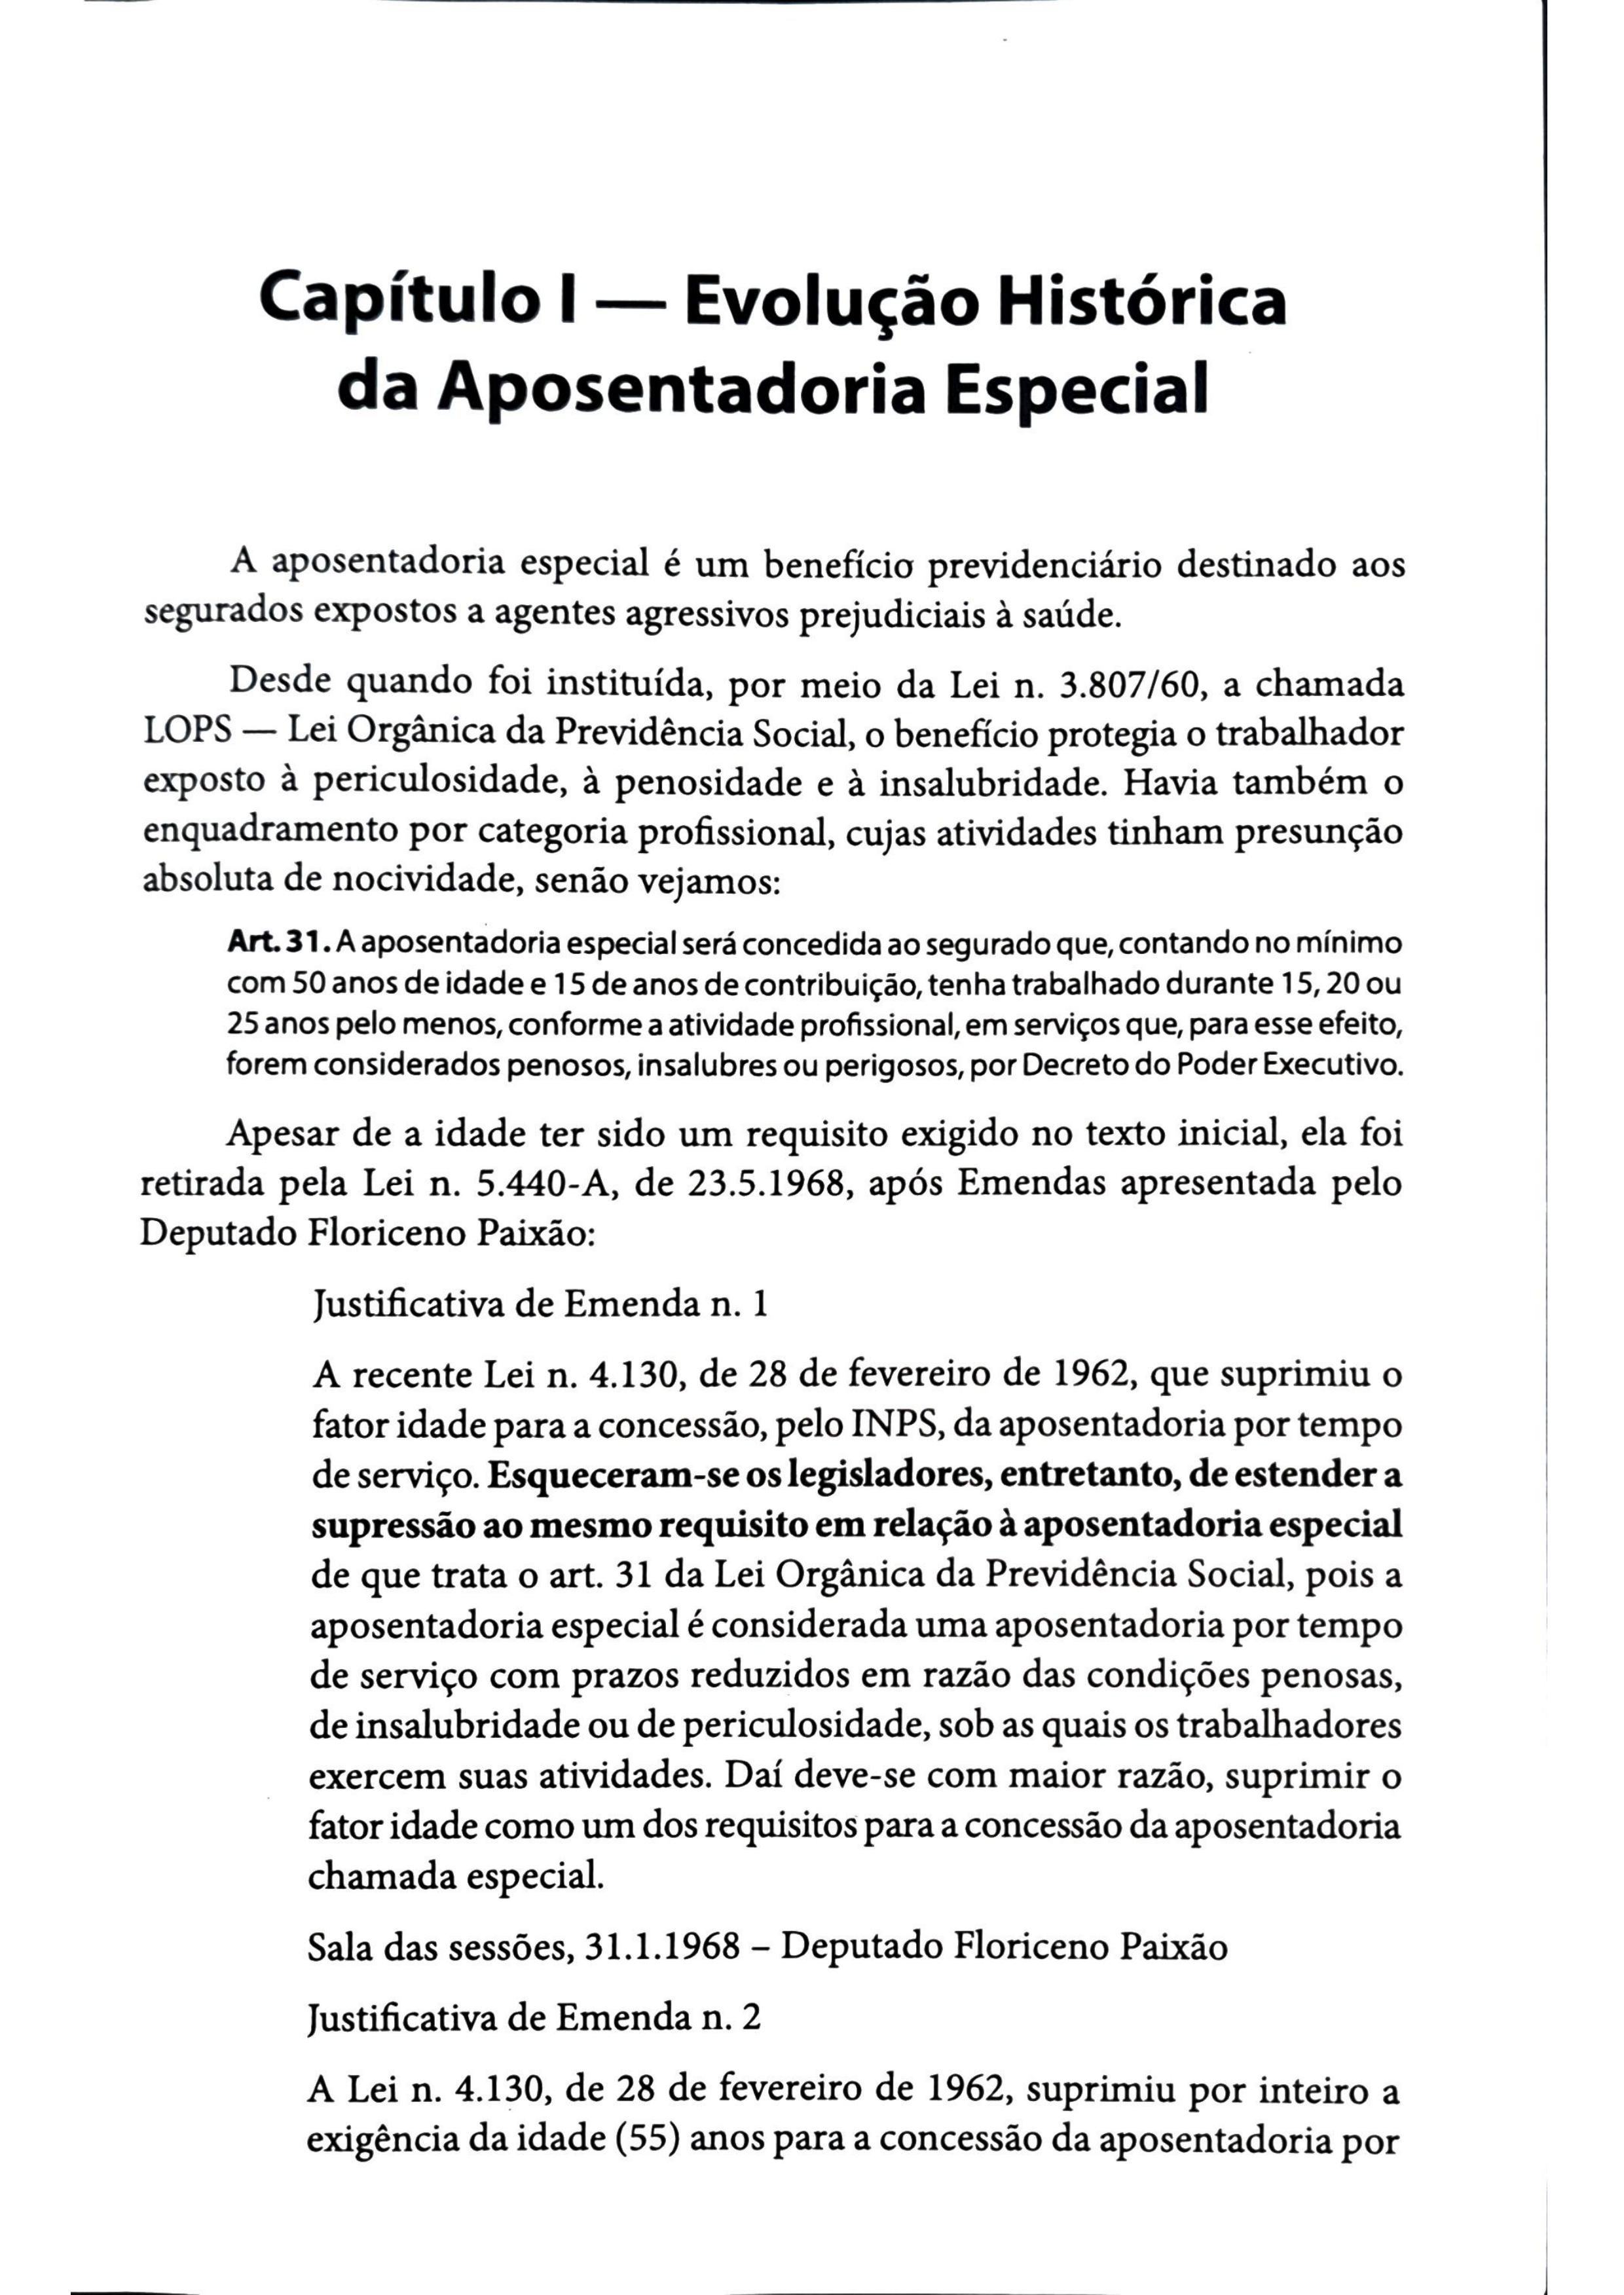 Capítulo I — Evolução Histórica
da Aposentadoria Especial
A aposentadoria especial é um benefício previdenciário destinado aos
segurados expostos a agentes agressivos prejudiciais à saúde.
Desde quando foi instituída, por meio da Lei n. 3.807/60, a chamada
LOPS — Lei Orgânica da Previdência Social, o benefício protegia o trabalhador
exposto à periculosidade, à penosidade e à insalubridade. Havia também o
enquadramento por categoria profissional, cujas atividades tinham presunção
absoluta de nocividade, senão vejamos:
Art. 31. A aposentadoria especial será concedida ao segurado que, contando no mínimo
com 50 anos de idade e 15 de anos de contribuição, tenha trabalhado durante 15, 20 ou
25 anos pelo menos, conforme a atividade profissional, em serviços que, para esse efeito,
forem considerados penosos, insalubres ou perigosos, por Decreto do Poder Executivo.
Apesar de a idade ter sido um requisito exigido no texto inicial, ela foi
retirada pela Lei n. 5.440-A, de 23.5.1968, após Emendas apresentada pelo
Deputado Floriceno Paixão:
Justificativa de Emenda n. 1
A recente Lei n. 4.130, de 28 de fevereiro de 1962, que suprimiu o
fator idade para a concessão, pelo INPS, da aposentadoria por tempo
de serviço. Esqueceram-se os legisladores, entretanto, de estender a
supressão ao mesmo requisito em relação à aposentadoria especial
de que trata o art. 31 da Lei Orgânica da Previdência Social, pois a
aposentadoria especial é considerada uma aposentadoria por tempo
de serviço com prazos reduzidos em razão das condições penosas,
de insalubridade ou de periculosidade, sob as quais os trabalhadores
exercem suas atividades. Daí deve-se com maior razão, suprimir o
fator idade como um dos requisitos para a concessão da aposentadoria
chamada especial.
Sala das sessões, 31.1.1968 – Deputado Floriceno Paixão
Justificativa de Emenda n. 2
A Lei n. 4.130, de 28 de fevereiro de 1962, suprimiu por inteiro a
exigência da idade (55) anos para a concessão da aposentadoria por